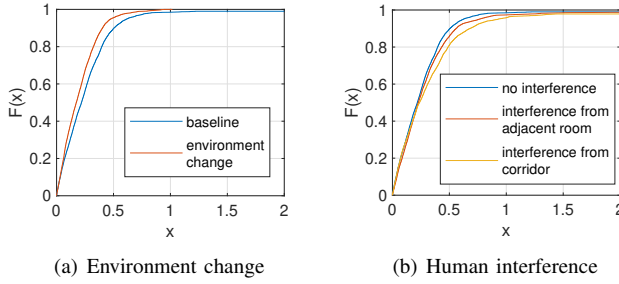 1
0.8
0.6
0.4
0.2
0
F(x)
baseline
environment
change
0 0.5 1 1.5 2
x
(a) Environment change
1
0.8
0.6
0.4
0.2
0
F(x)
no interference
interference from
adjacent room
interference from
corridor
0 0.5 1 1.5 2
x
(b) Human interference